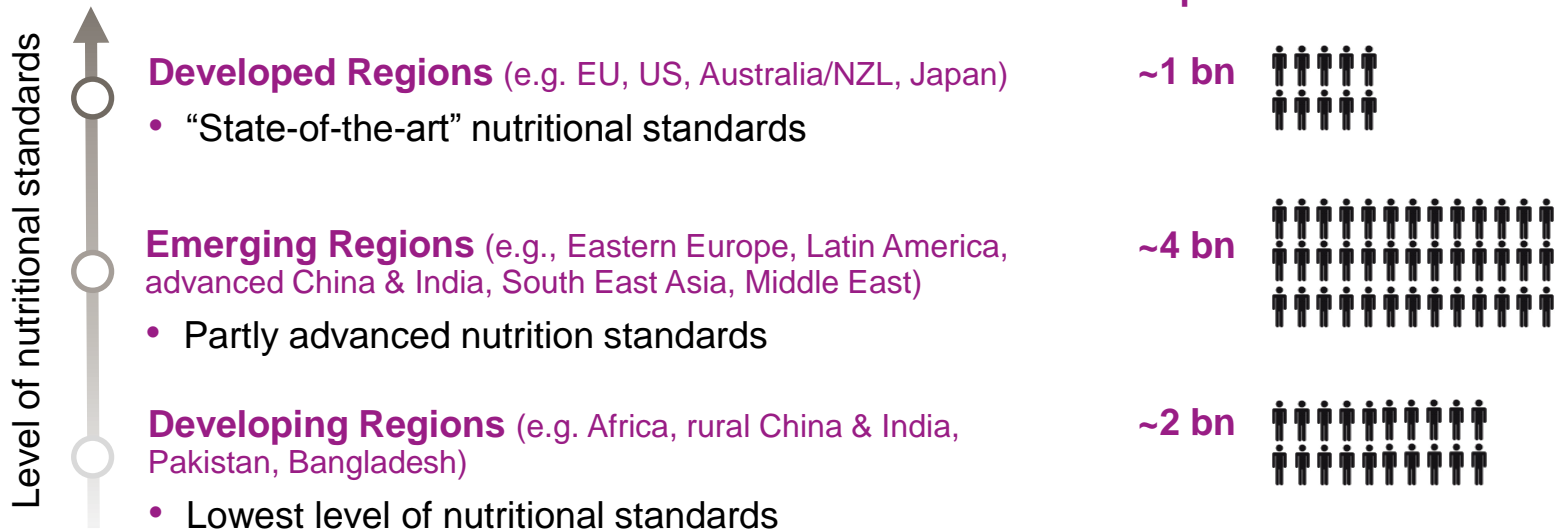 Level of nutritional standards
Developed Regions (e.g. EU, US, Australia/NZL, Japan)
~1 bn
• “State-of-the-art” nutritional standards
Emerging Regions (e.g., Eastern Europe, Latin America,
advanced China & India, South East Asia, Middle East)
~4 bn
• Partly advanced nutrition standards
Developing Regions (e.g. Africa, rural China & India,
Pakistan, Bangladesh)
~2 bn
• Lowest level of nutritional standards